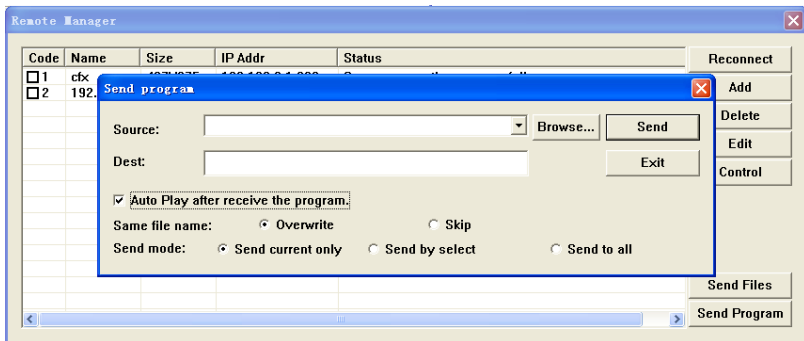 Remote Manager
Code Name Size IP Addr Status
Reconnect
1 cfx
2 192.
Add
Delete
Edit
Control
Send program
Source:
Browse...
Send
Dest:
Exit
Auto Play after receive the program.
Same file name: Overwrite Skip
Send mode: Send current only Send by select Send to all
Send Files
Send Program